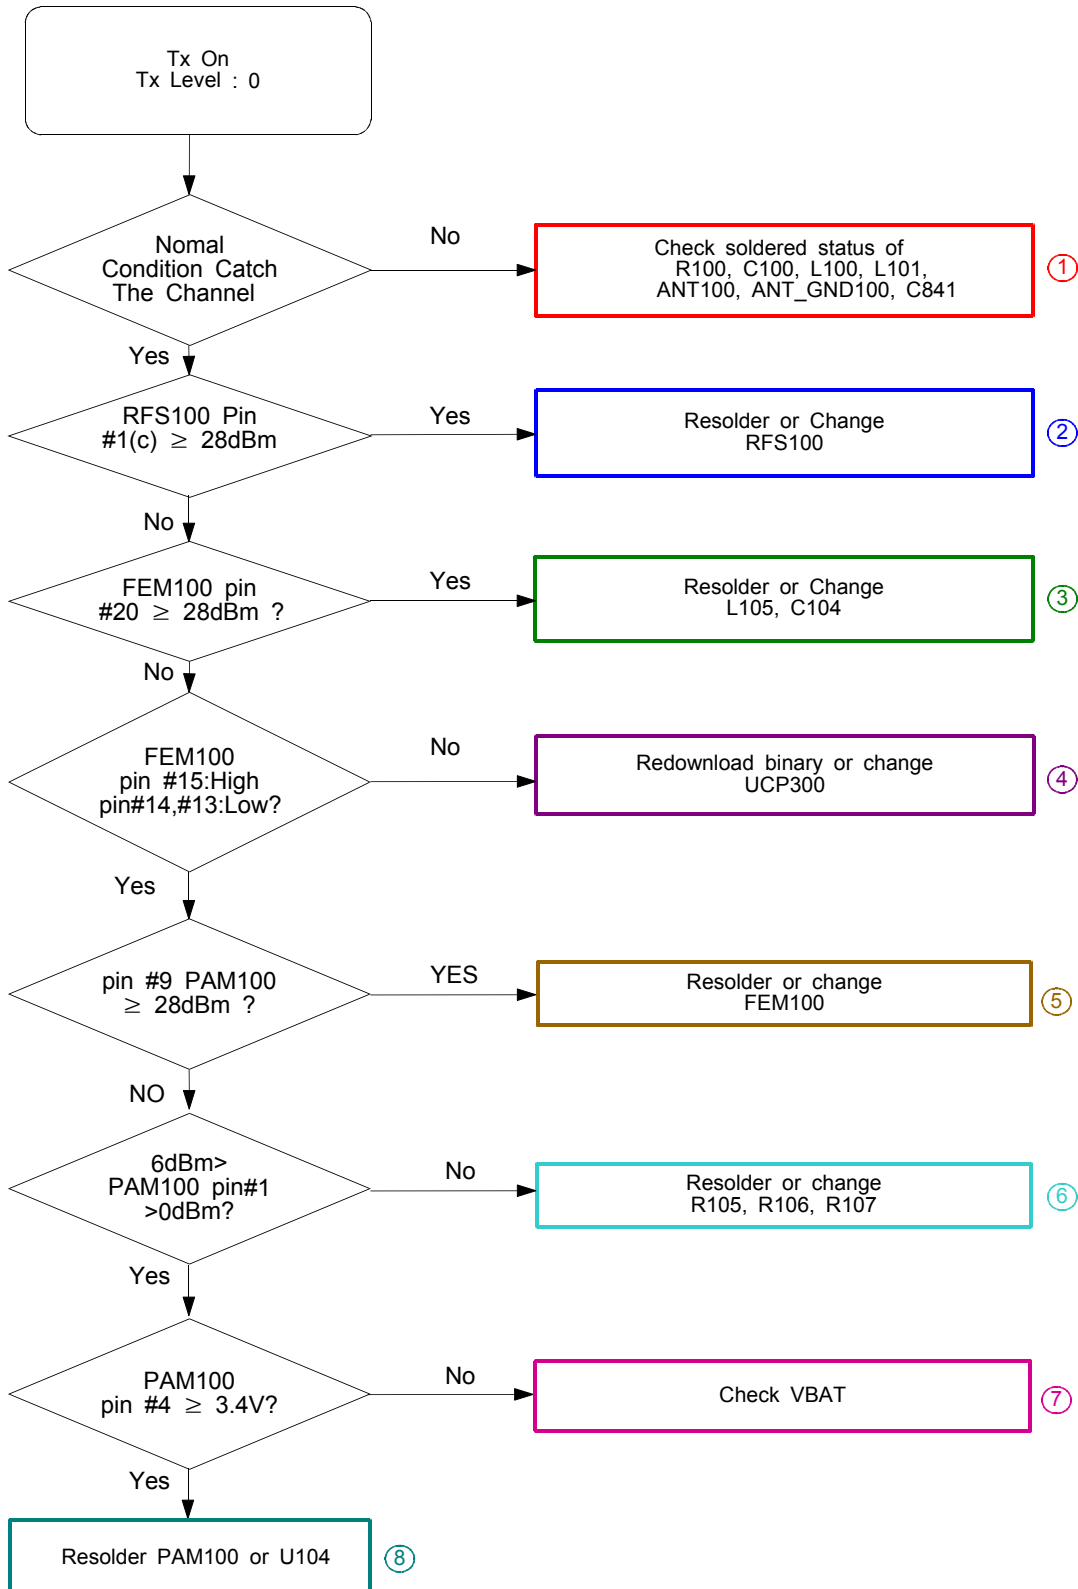 Tx On
Tx Level : 0
Nomal
Condition Catch
The Channel
No
Check soldered status of
R100, C100, L100, L101,
ANT100, ANT_GND100, C841
1
Yes
RFS100 Pin
#1(c) ≥ 28dBm
Yes
Resolder or Change
RFS100
2
No
FEM100 pin
#20 ≥ 28dBm ?
Yes
Resolder or Change
L105, C104
3
No
FEM100
pin #15:High
pin#14,#13:Low?
No
Redownload binary or change
UCP300
4
Yes
pin #9 PAM100
≥ 28dBm ?
YES
Resolder or change
FEM100
5
NO
6dBm>
PAM100 pin#1
>0dBm?
No
Resolder or change
R105, R106, R107
6
Yes
PAM100
pin #4 ≥ 3.4V?
No
Check VBAT
7
Yes
Resolder PAM100 or U104
8